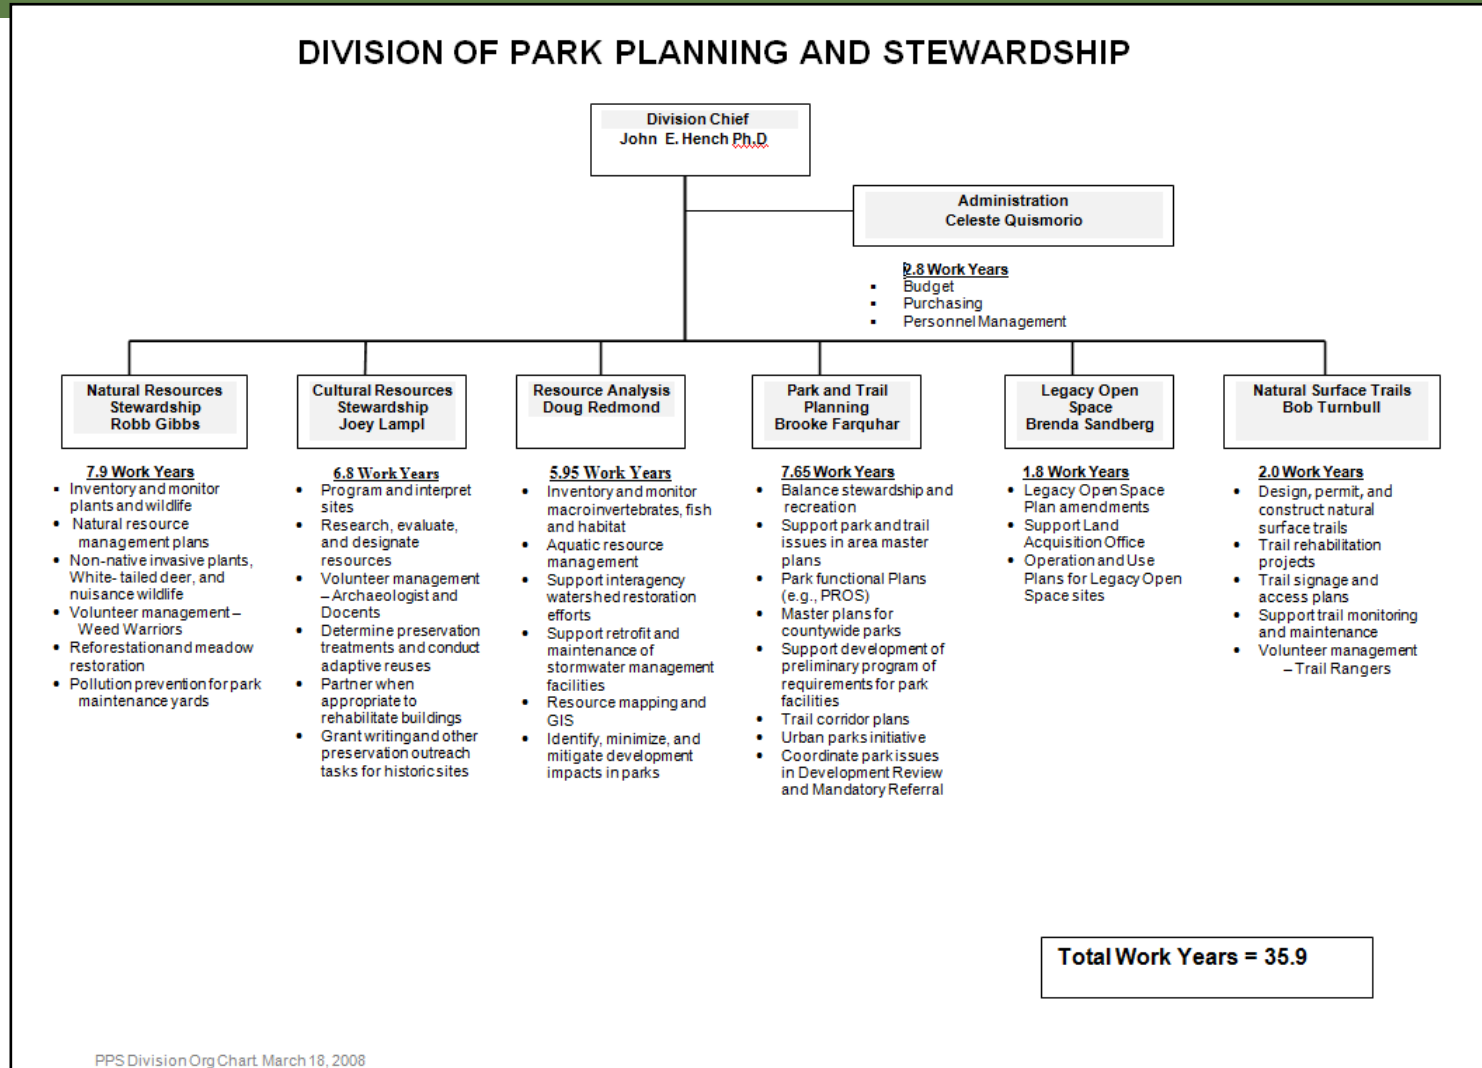 DIVISION OF PARK PLANNING AND STEWARDSHIP
Division Chief
John E. Hench Ph.D
Administration
Celeste Quismorio
2.8 Work Years
▪ Budget
▪ Purchasing
▪ Personnel Management
Natural Resources
Stewardship
Robb Gibbs
7.9 Work Years
▪ Inventory and monitor
plants and wildlife
• Natural resource
management plans
• Non-native invasive plants,
White- tailed deer, and
nuisance wildlife
• Volunteer management –
Weed Warriors
• Reforestation and meadow
restoration
• Pollution prevention for park
maintenance yards
Cultural Resources
Stewardship
Joey Lampl
6.8 Work Years
• Program and interpret
sites
• Research, evaluate,
and designate
resources
• Volunteer management
– Archaeologist and
Docents
• Determine preservation
treatments and conduct
adaptive reuses
• Partner when
appropriate to
rehabilitate buildings
• Grant writing and other
preservation outreach
tasks for historic sites
Resource Analysis
Doug Redmond
5.95 Work Years
• Inventory and monitor
macroinvertebrates, fish
and habitat
• Aquatic resource
management
• Support interagency
watershed restoration
efforts
• Support retrofit and
maintenance of
stormwater management
facilities
• Resource mapping and
GIS
• Identify, minimize, and
mitigate development
impacts in parks
Park and Trail
Planning
Brooke Farquhar
7.65 Work Years
• Balance stewardship and
recreation
• Support park and trail
issues in area master
plans
• Park functional Plans
(e.g., PROS)
• Master plans for
countywide parks
• Support development of
preliminary program of
requirements for park
facilities
• Trail corridor plans
• Urban parks initiative
• Coordinate park issues
in Development Review
and Mandatory Referral
Legacy Open
Space
Brenda Sandberg
1.8 Work Years
• Legacy Open Space
Plan amendments
• Support Land
Acquisition Office
• Operation and Use
Plans for Legacy Open
Space sites
Natural Surface Trails
Bob Turnbull
2.0 Work Years
• Design, permit, and
construct natural
surface trails
• Trail rehabilitation
projects
• Trail signage and
access plans
• Support trail monitoring
and maintenance
• Volunteer management
– Trail Rangers
Total Work Years = 35.9
PPS Division Org Chart March 18, 2008